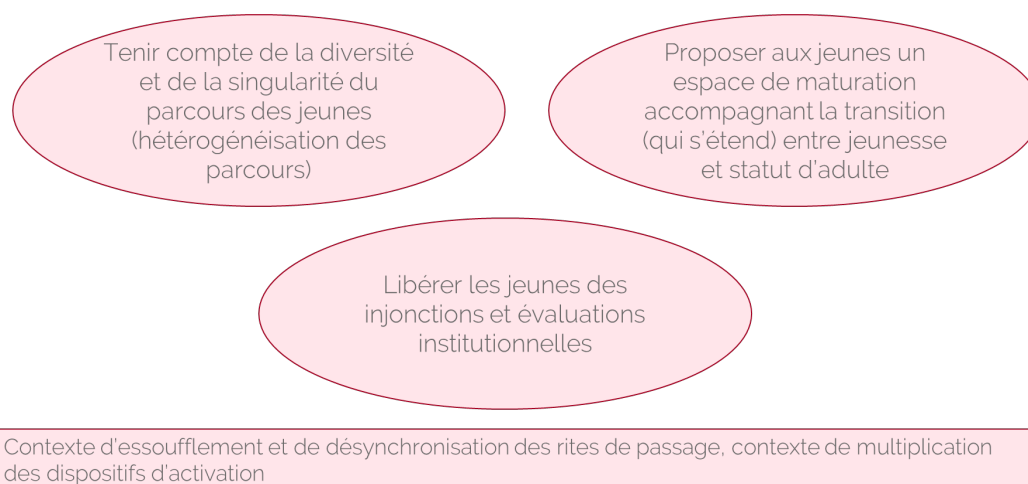 Tenir compte de la diversité
et de la singularité du
parcours des jeunes
(hétérogénéisation des
parcours)
Proposer aux jeunes un
espace de maturation
accompagnant la transition
(qui s'étend) entre jeunesse
et statut d'adulte
Libérer les jeunes des
injonctions et évaluations
institutionnelles
Contexte d'essoufflement et de désynchronisation des rites de passage, contexte de multiplication
des dispositifs d'activation